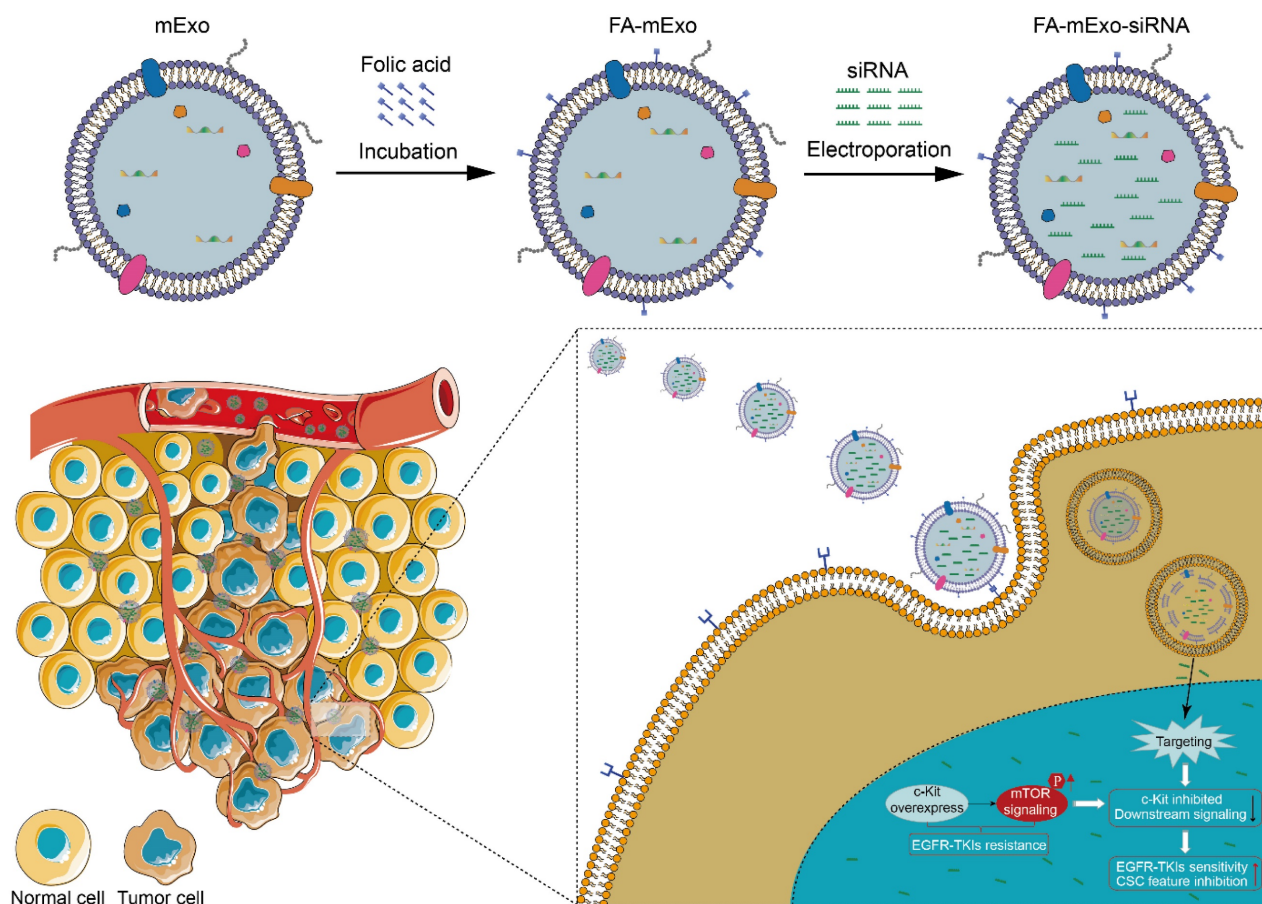 mExo
FA-mExo
FA-mExo-siRNA
Folic acid
Incubation
siRNA
Electroporation
Targeting
c-Kit
overexpress
P
mTOR
signaling
EGFR-TKIs resistance
c-Kit inhibited
Downstream signaling
EGFR-TKIs sensitivity
CSC feature inhibition
Normal cell
Tumor cell